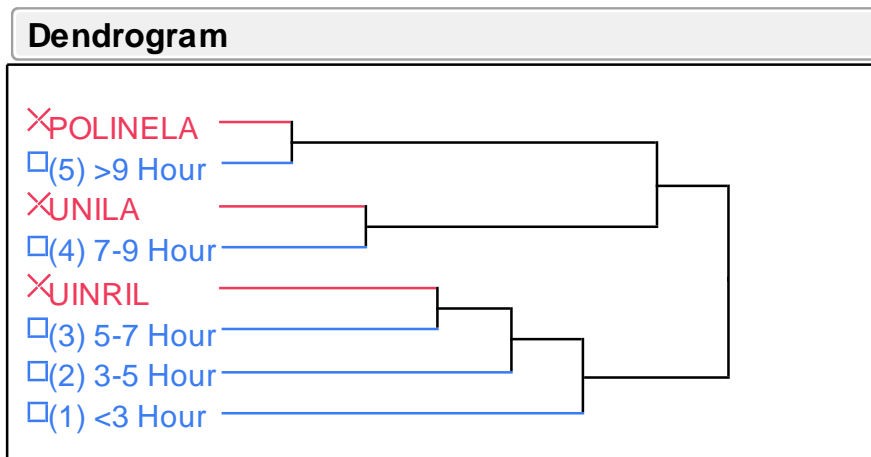 Dendrogram
POLINELA
(5) >9 Hour
UNILA
(4) 7-9 Hour
UINRIL
(3) 5-7 Hour
(2) 3-5 Hour
(1) <3 Hour